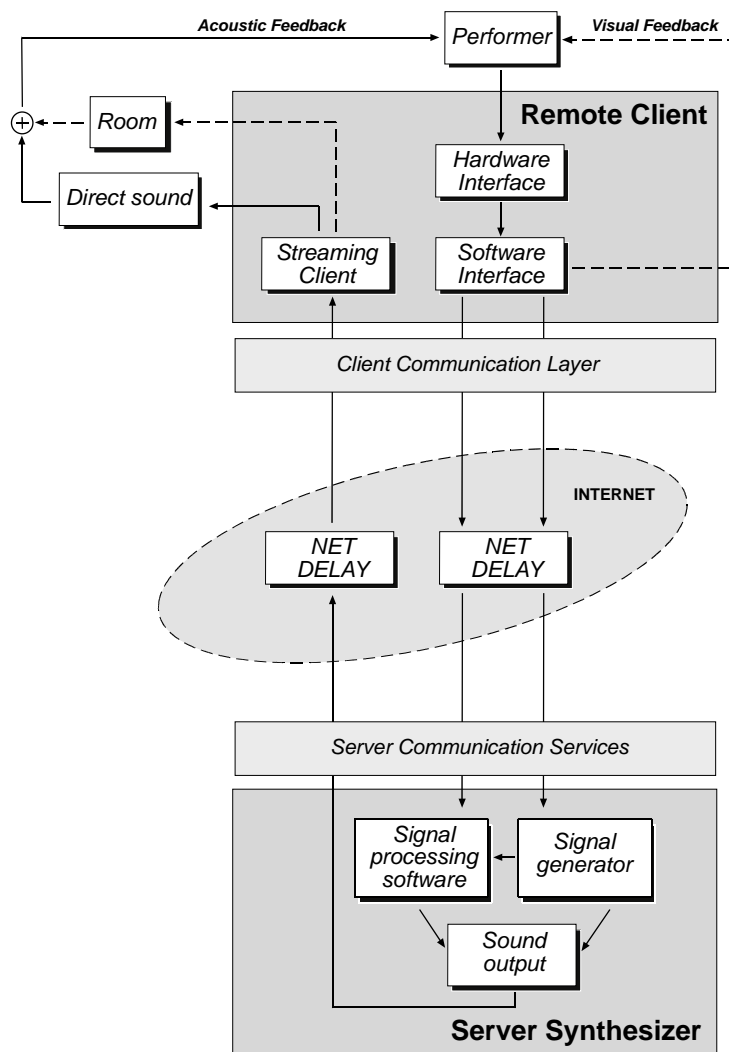 Acoustic Feedback
Performer
Visual Feedback
Remote Client
Room
Hardware
Interface
Direct sound
Streaming
Client
Software
Interface
Client Communication Layer
INTERNET
NET
DELAY
NET
DELAY
Server Communication Services
Signal
processing
software
Signal
generator
Sound
output
Server Synthesizer